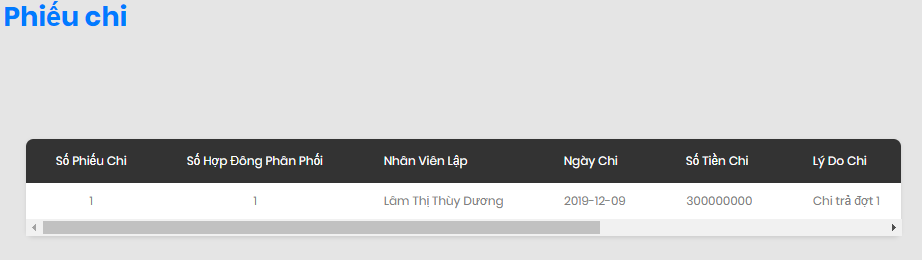 Phiếu chi
Số Phiếu Chi Số Hợp Đông Phân Phối Nhân Viên Lập Ngày Chi Số Tiền Chi Lý Do Chi
1 1 Lâm Thị Thùy Dương 2019-12-09 300000000 Chi trả đợt 1